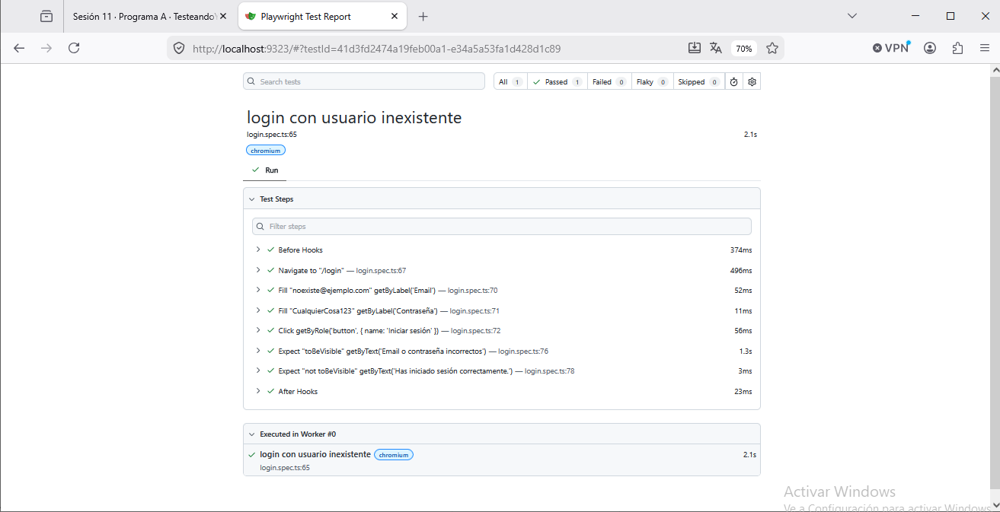 Sesión 11 · Programa A · Testeando
Playwright Test Report
http://localhost:9323/#?testId=41d3fd2474a19feb00a1-e34a5a53fa1d428d1c89
70%
VPN
Search tests
All 1 Passed 1 Failed 0 Flaky 0 Skipped 0
login con usuario inexistente
login.spec.ts:65 2.1s
chromium
Run
Test Steps
Filter steps
Before Hooks 374ms
Navigate to "/login" — login.spec.ts:67 496ms
Fill "noexiste@ejemplo.com" getByLabel('Email') — login.spec.ts:70 52ms
Fill "CualquierCosa123" getByLabel('Contraseña') — login.spec.ts:71 11ms
Click getByRole('button', { name: 'Iniciar sesión' }) — login.spec.ts:72 56ms
Expect "toBeVisible" getByText('Email o contraseña incorrectos') — login.spec.ts:76 1.3s
Expect "not toBeVisible" getByText('Has iniciado sesión correctamente.') — login.spec.ts:78 3ms
After Hooks 23ms
Executed in Worker #0
login con usuario inexistente chromium 2.1s
login.spec.ts:65
Activar Windows
Ve a Configuración para activar Windows.